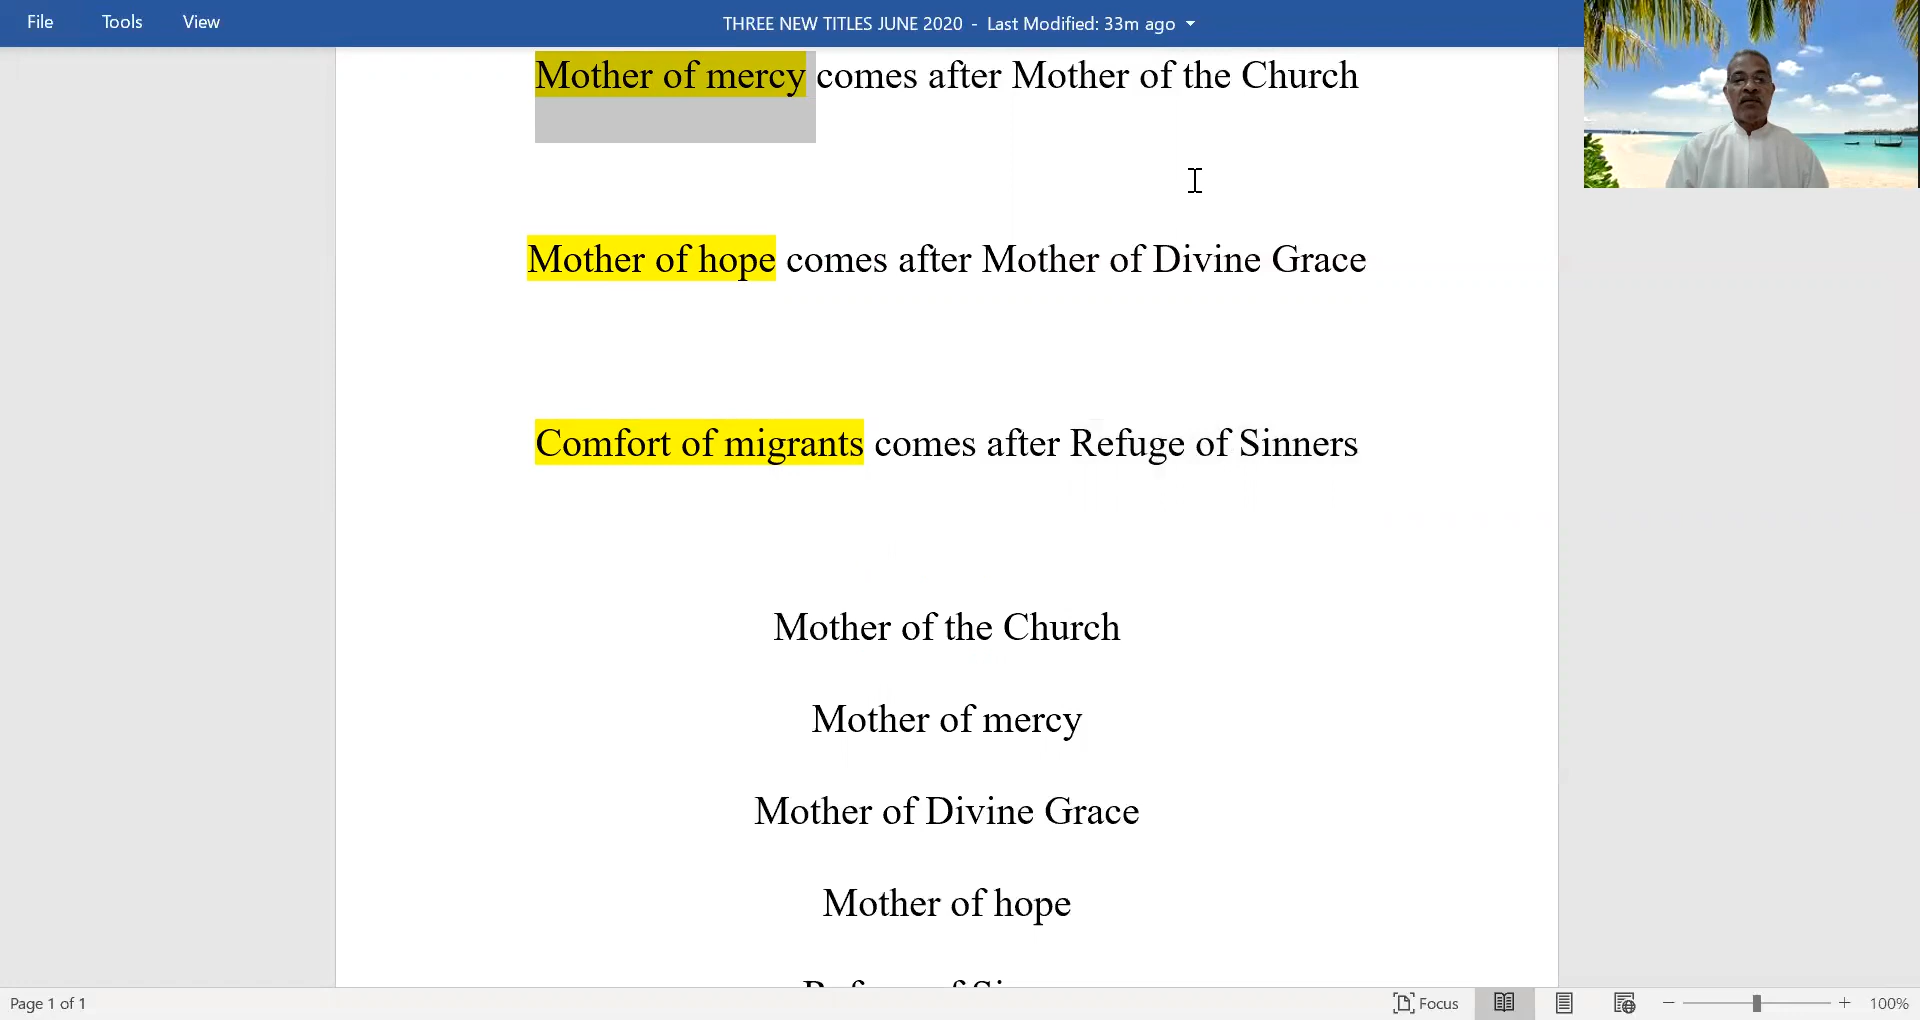 File Tools View THREE NEW TITLES JUNE 2020 - Last Modified: 33m ago
Mother of mercy comes after Mother of the Church
Mother of hope comes after Mother of Divine Grace
Comfort of migrants comes after Refuge of Sinners
Mother of the Church
Mother of mercy
Mother of Divine Grace
Mother of hope
Page 1 of 1 Focus 100%